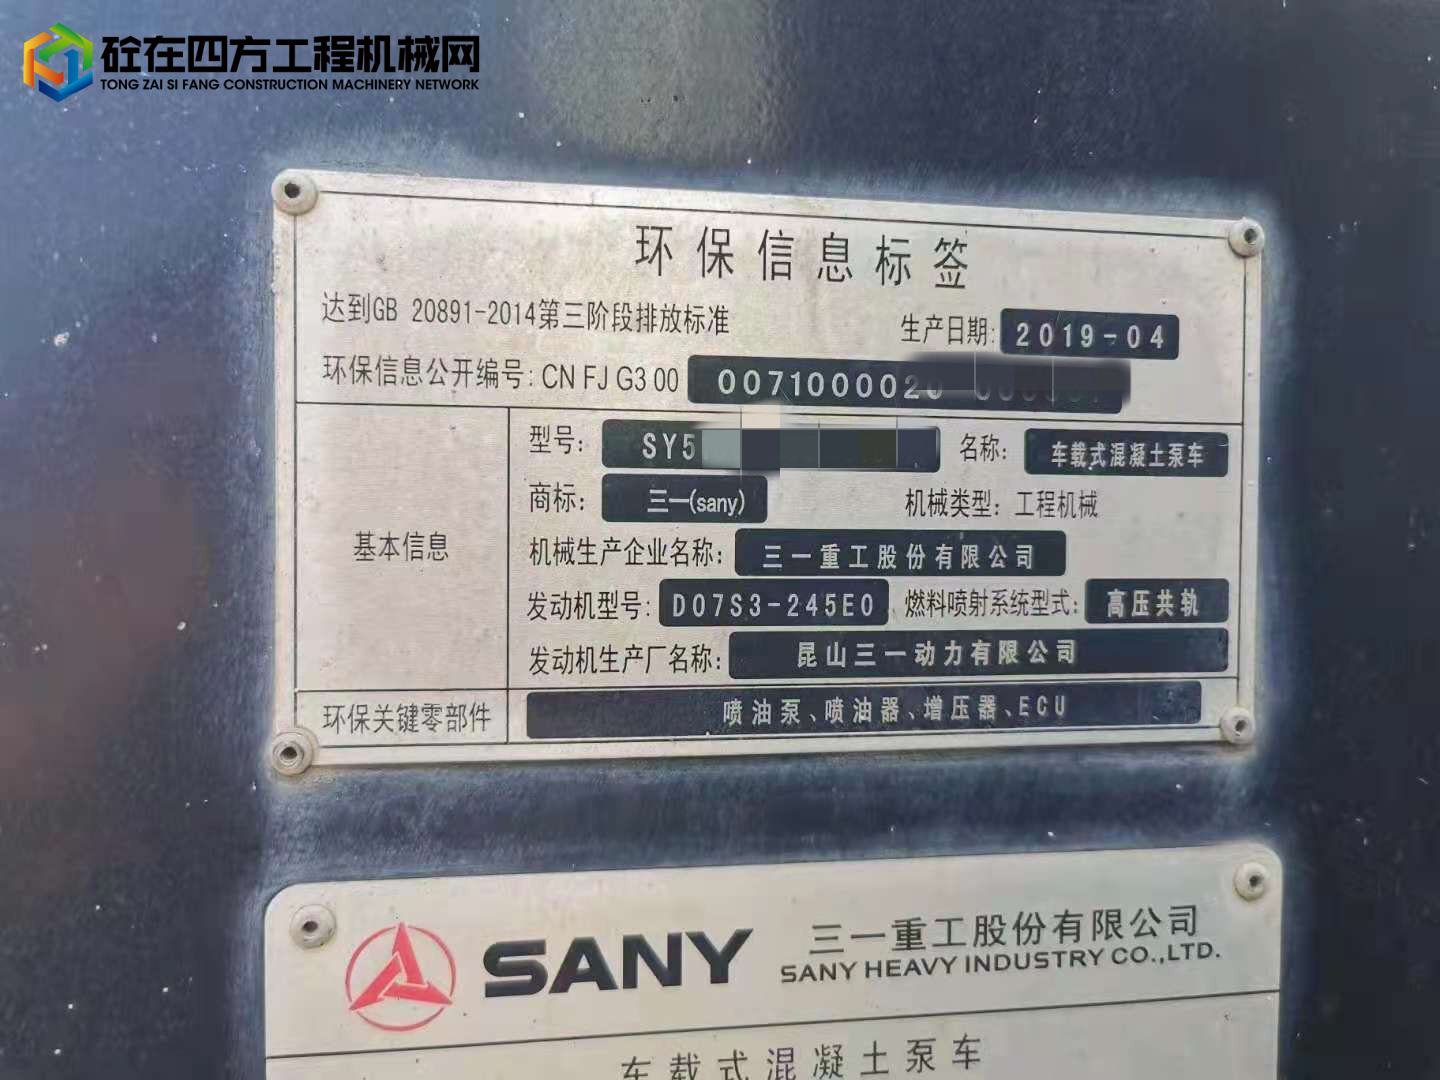 砼在四方工程机械网
TONG ZAI SI FANG CONSTRUCTION MACHINERY NETWORK
环保信息标签
达到GB 20891-2014第三阶段排放标准
生产日期: 2019-04
环保信息公开编号: CN FJ G3 00 0071000020
型号: SY5
名称: 车载式混凝土泵车
商标: 三一(sany)
机械类型: 工程机械
基本信息
机械生产企业名称: 三一重工股份有限公司
发动机型号: D07S3-245E0
燃料喷射系统型式: 高压共轨
发动机生产厂名称: 昆山三一动力有限公司
环保关键零部件
喷油泵、喷油器、增压器、ECU
SANY
三一重工股份有限公司
SANY HEAVY INDUSTRY CO.,LTD.
车载式混凝土泵车